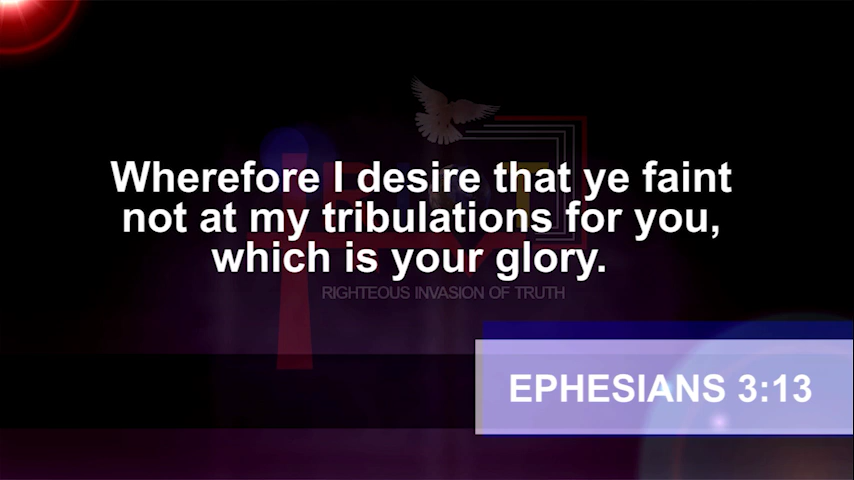 Wherefore I desire that ye faint
not at my tribulations for you,
which is your glory.
RIGHTEOUS INVASION OF TRUTH
EPHESIANS 3:13